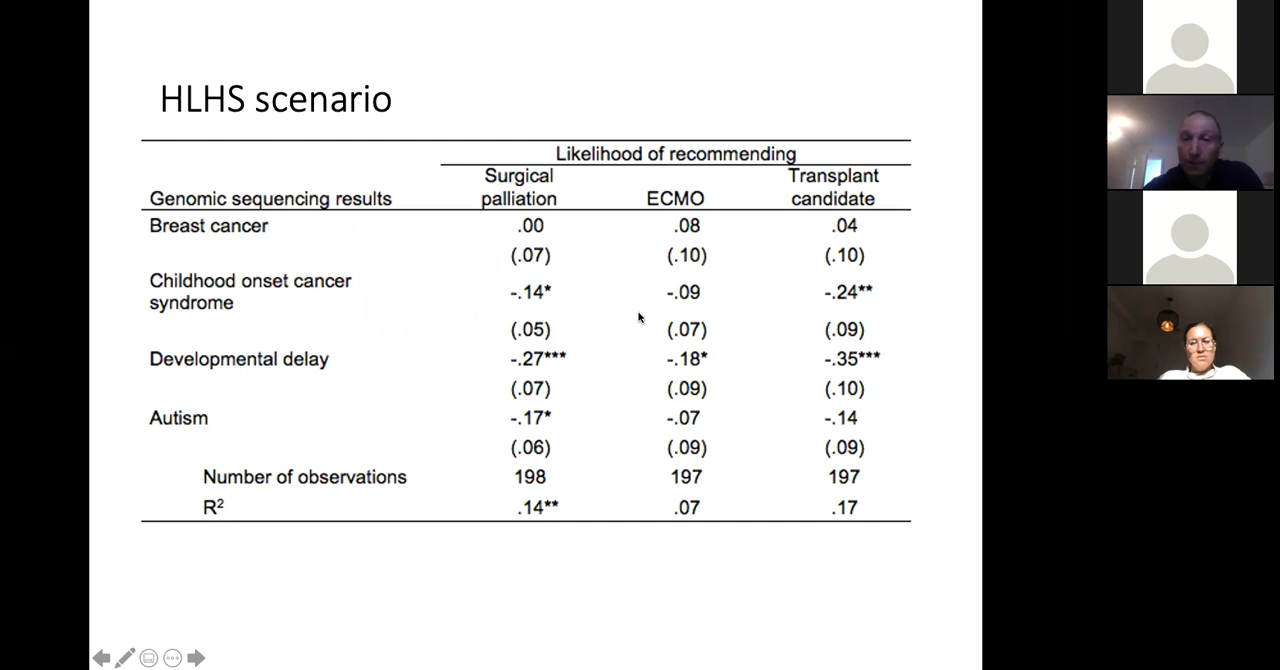 HLHS scenario
Likelihood of recommending
Genomic sequencing results Surgical palliation ECMO Transplant candidate
Breast cancer .00 .08 .04
(.07) (.10) (.10)
Childhood onset cancer syndrome -.14* -.09 -.24**
(.05) (.07) (.09)
Developmental delay -.27*** -.18* -.35***
(.07) (.09) (.10)
Autism -.17* -.07 -.14
(.06) (.09) (.09)
Number of observations 198 197 197
R² .14** .07 .17